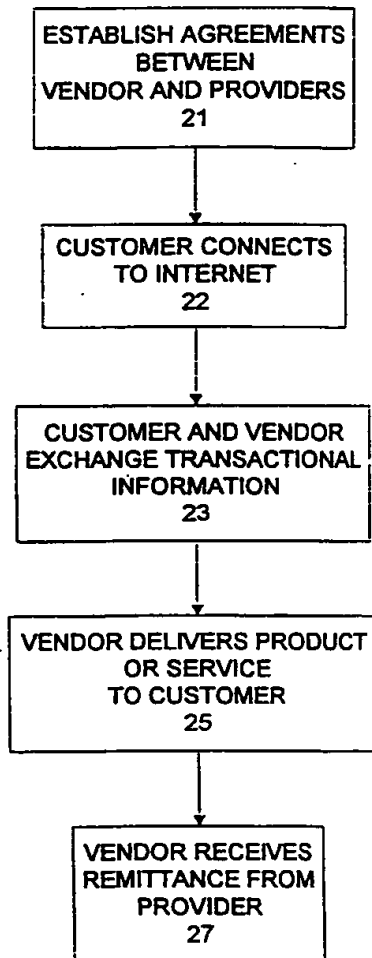 ESTABLISH AGREEMENTS
BETWEEN
VENDOR AND PROVIDERS
21
CUSTOMER CONNECTS
TO INTERNET
22
CUSTOMER AND VENDOR
EXCHANGE TRANSACTIONAL
INFORMATION
23
VENDOR DELIVERS PRODUCT
OR SERVICE
TO CUSTOMER
25
VENDOR RECEIVES
REMITTANCE FROM
PROVIDER
27